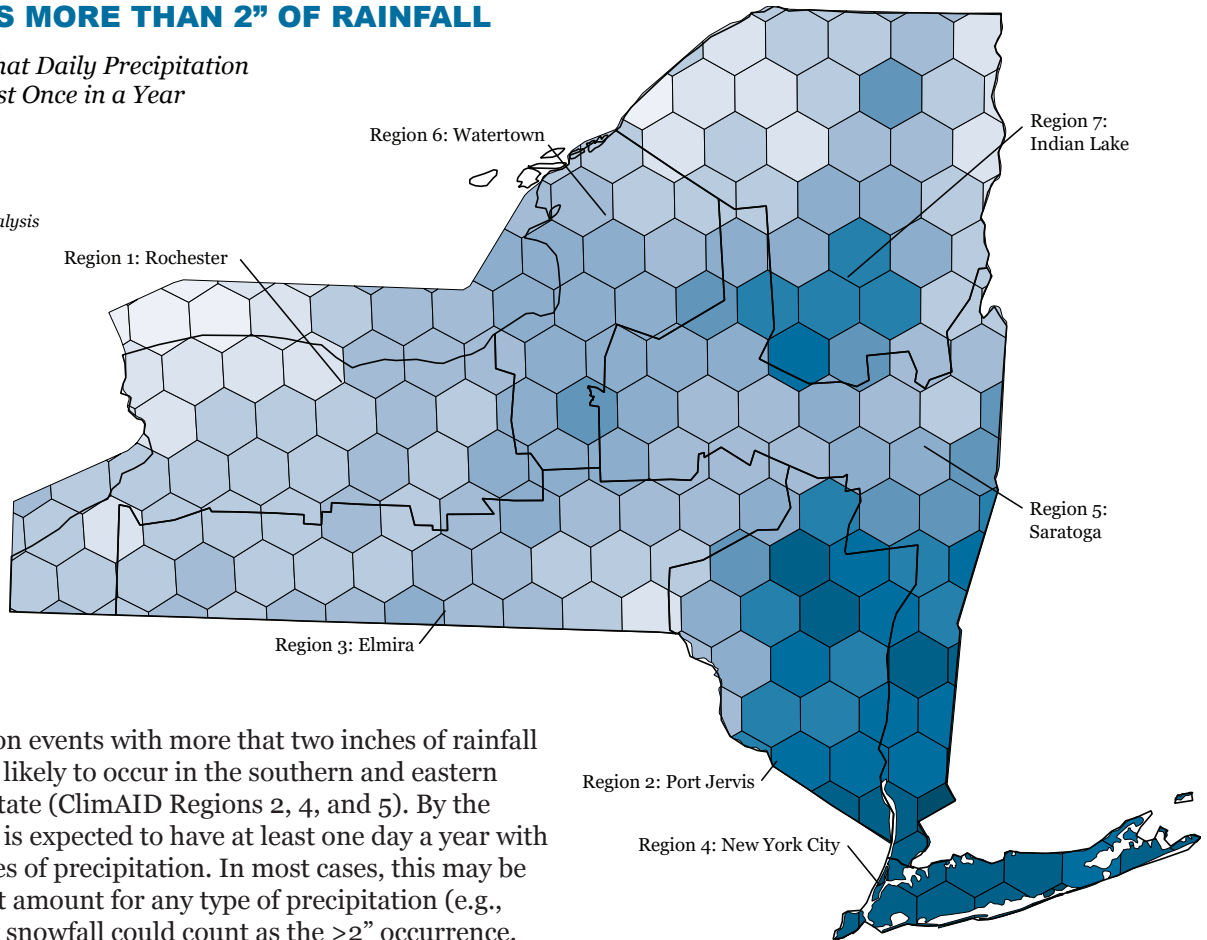 S MORE THAN 2” OF RAINFALL
hat Daily Precipitation
st Once in a Year
Region 6: Watertown
Region 7:
Indian Lake
alysis
Region 1: Rochester
Region 5:
Saratoga
Region 3: Elmira
on events with more that two inches of rainfall
likely to occur in the southern and eastern
tate (ClimAID Regions 2, 4, and 5). By the
is expected to have at least one day a year with
es of precipitation. In most cases, this may be
t amount for any type of precipitation (e.g.,
snowfall could count as the >2” occurrence.
Region 2: Port Jervis
Region 4: New York City